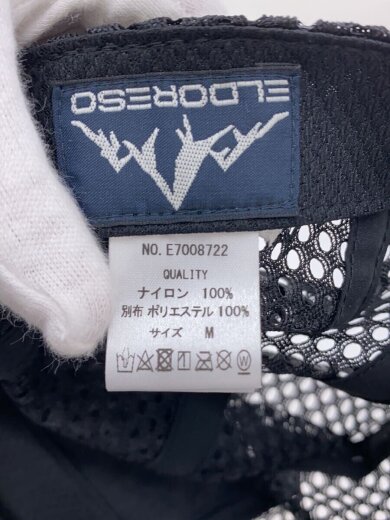 ELDORESO
NO. E7008722
QUALITY
ナイロン 100%
別布 ポリエステル 100%
サイズ M